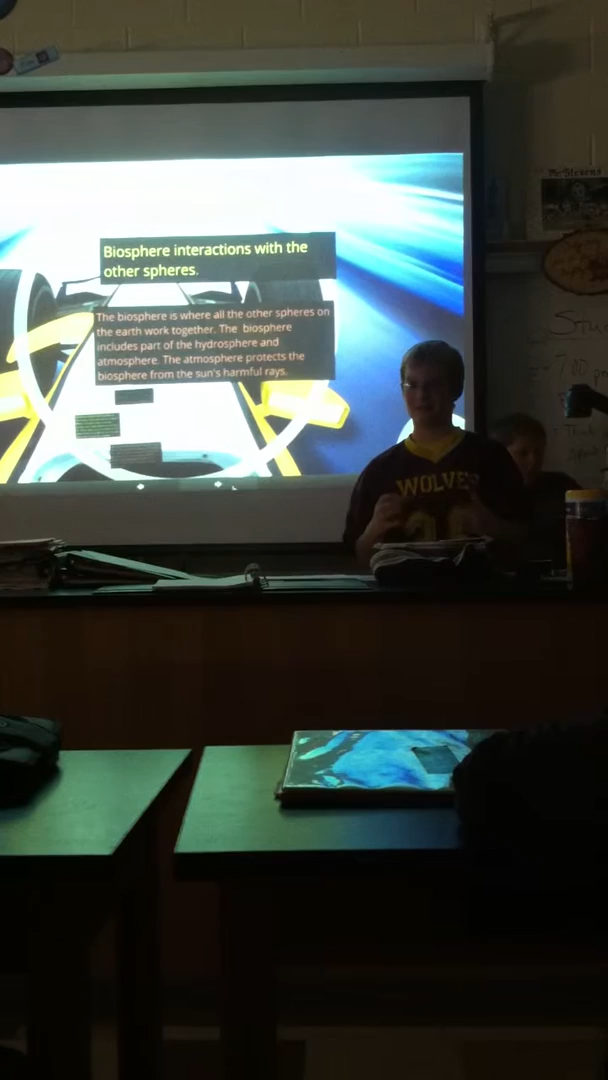 Biosphere interactions with the
other spheres.
The biosphere is where all the other spheres on
the earth work together. The biosphere
includes part of the hydrosphere and
atmosphere. The atmosphere protects the
biosphere from the sun's harmful rays.
Mr Stearns
WOLVES